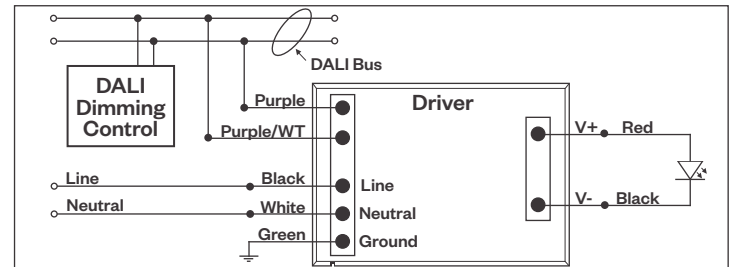 DALI Bus
DALI
Dimming
Control
Driver
Purple
Purple/WT
V+ Red
Line Black Line
Neutral White Neutral
V- Black
Green Ground